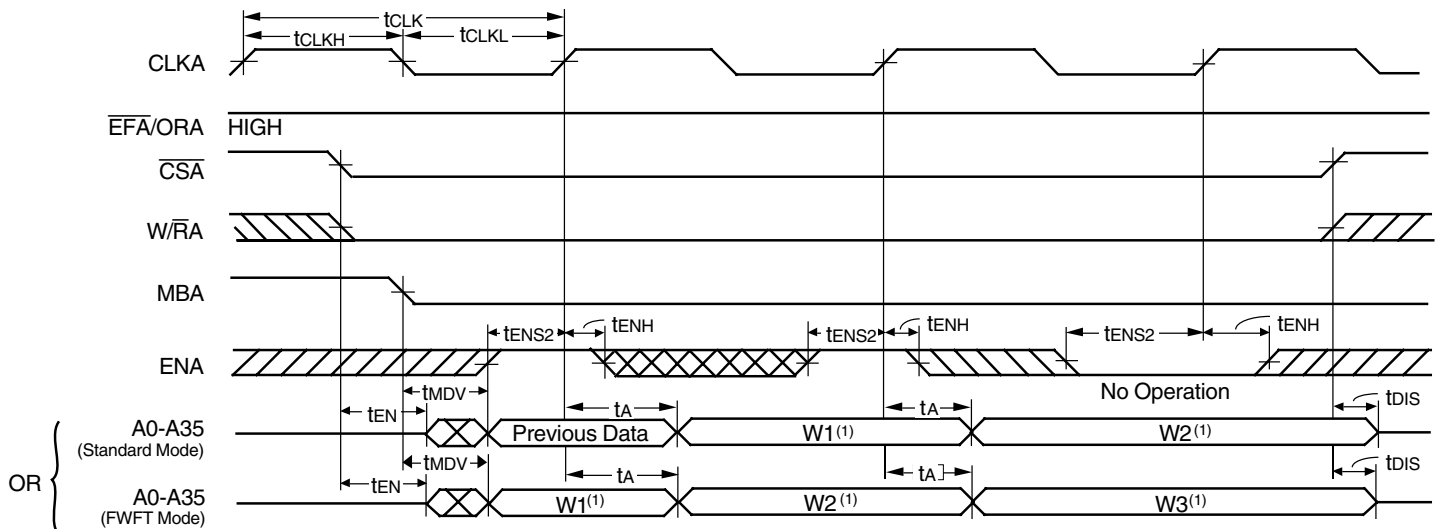 tCLK
tCLKH tCLKL
CLKA
EFA/ORA HIGH
CSA
W/RA
MBA
tENS2 tENH tENS2 tENH tENS2 tENH
ENA
No Operation
tMDV
tEN tA tA tDIS
A0-A35 Previous Data W1(1) W2(1)
(Standard Mode)
tMDV
OR
tEN tA tA tDIS
A0-A35 W1(1) W2(1) W3(1)
(FWFT Mode)